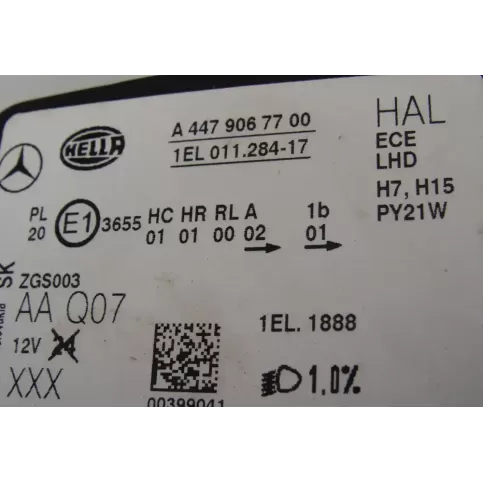 HELLA
A 447 906 77 00
1EL 011.284-17
HAL
ECE
LHD
H7, H15
PY21W
PL
20
E1
3655
HC HR RL A 1b
01 01 00 02 01
SK
ZGS003
AA Q07
12V 24
XXX
1EL. 1888
1,0%
00399041